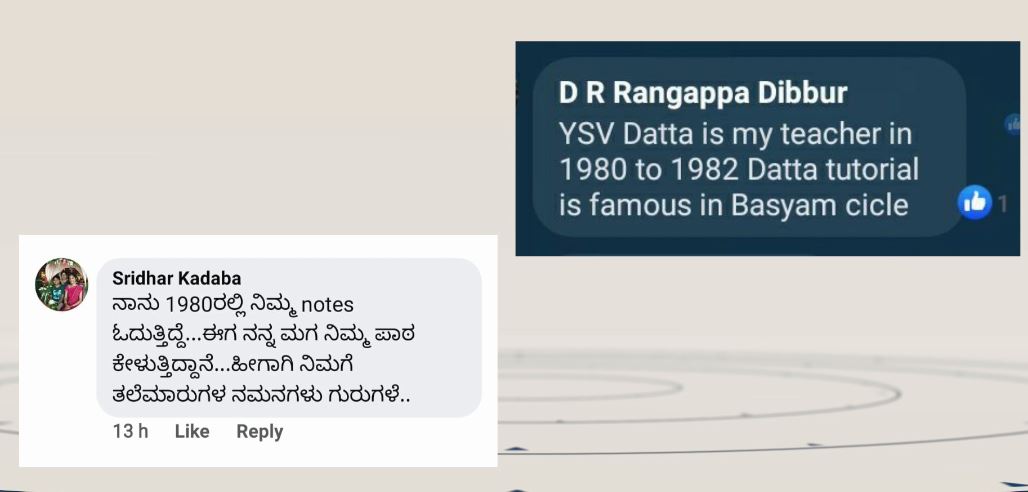 D R Rangappa Dibbur
YSV Datta is my teacher in
1980 to 1982 Datta tutorial
is famous in Basyam cicle
1
Sridhar Kadaba
ನಾನು 1980ರಲ್ಲಿ ನಿಮ್ಮ notes
ಓದುತ್ತಿದ್ದೆ...ಈಗ ನನ್ನ ಮಗ ನಿಮ್ಮ ಪಾಠ
ಕೇಳುತ್ತಿದ್ದಾನೆ...ಹೀಗಾಗಿ ನಿಮಗೆ
ತಲೆಮಾರುಗಳ ನಮನಗಳು ಗುರುಗಳೆ..
13 h Like Reply